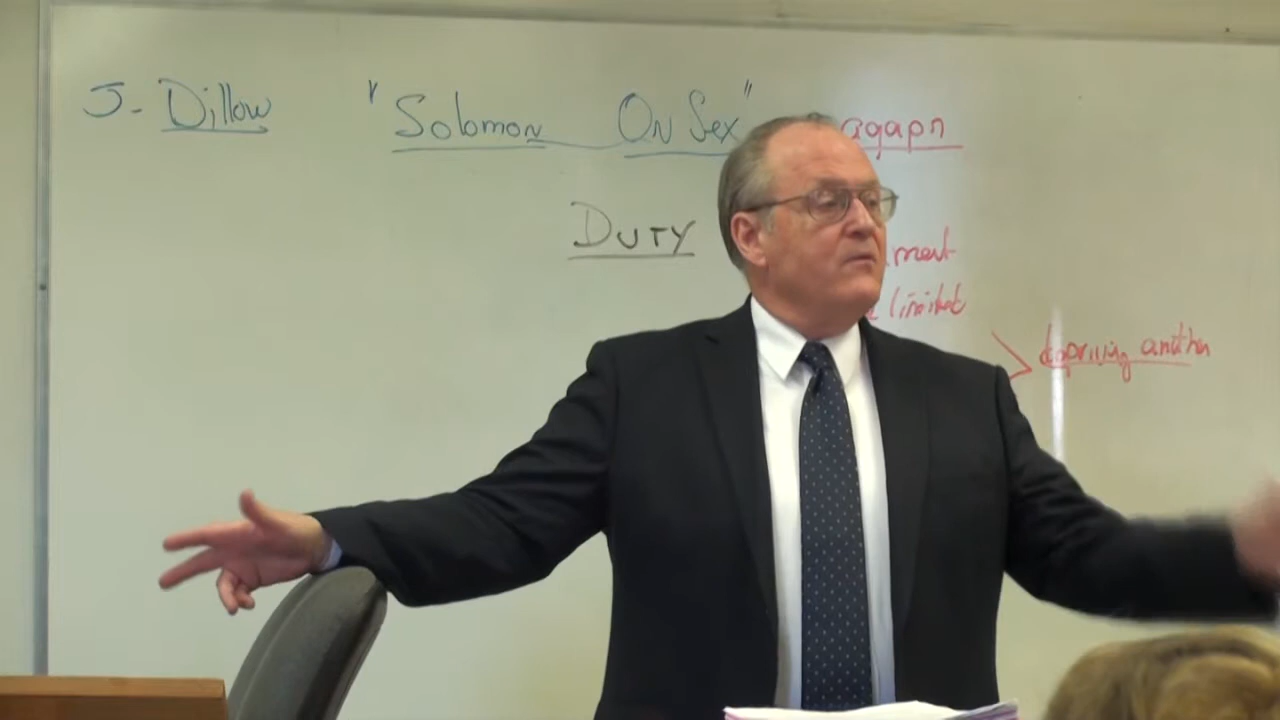 J. Dillow "Solomon On Sex" agapn
DUTY
ment
limited
depriving another